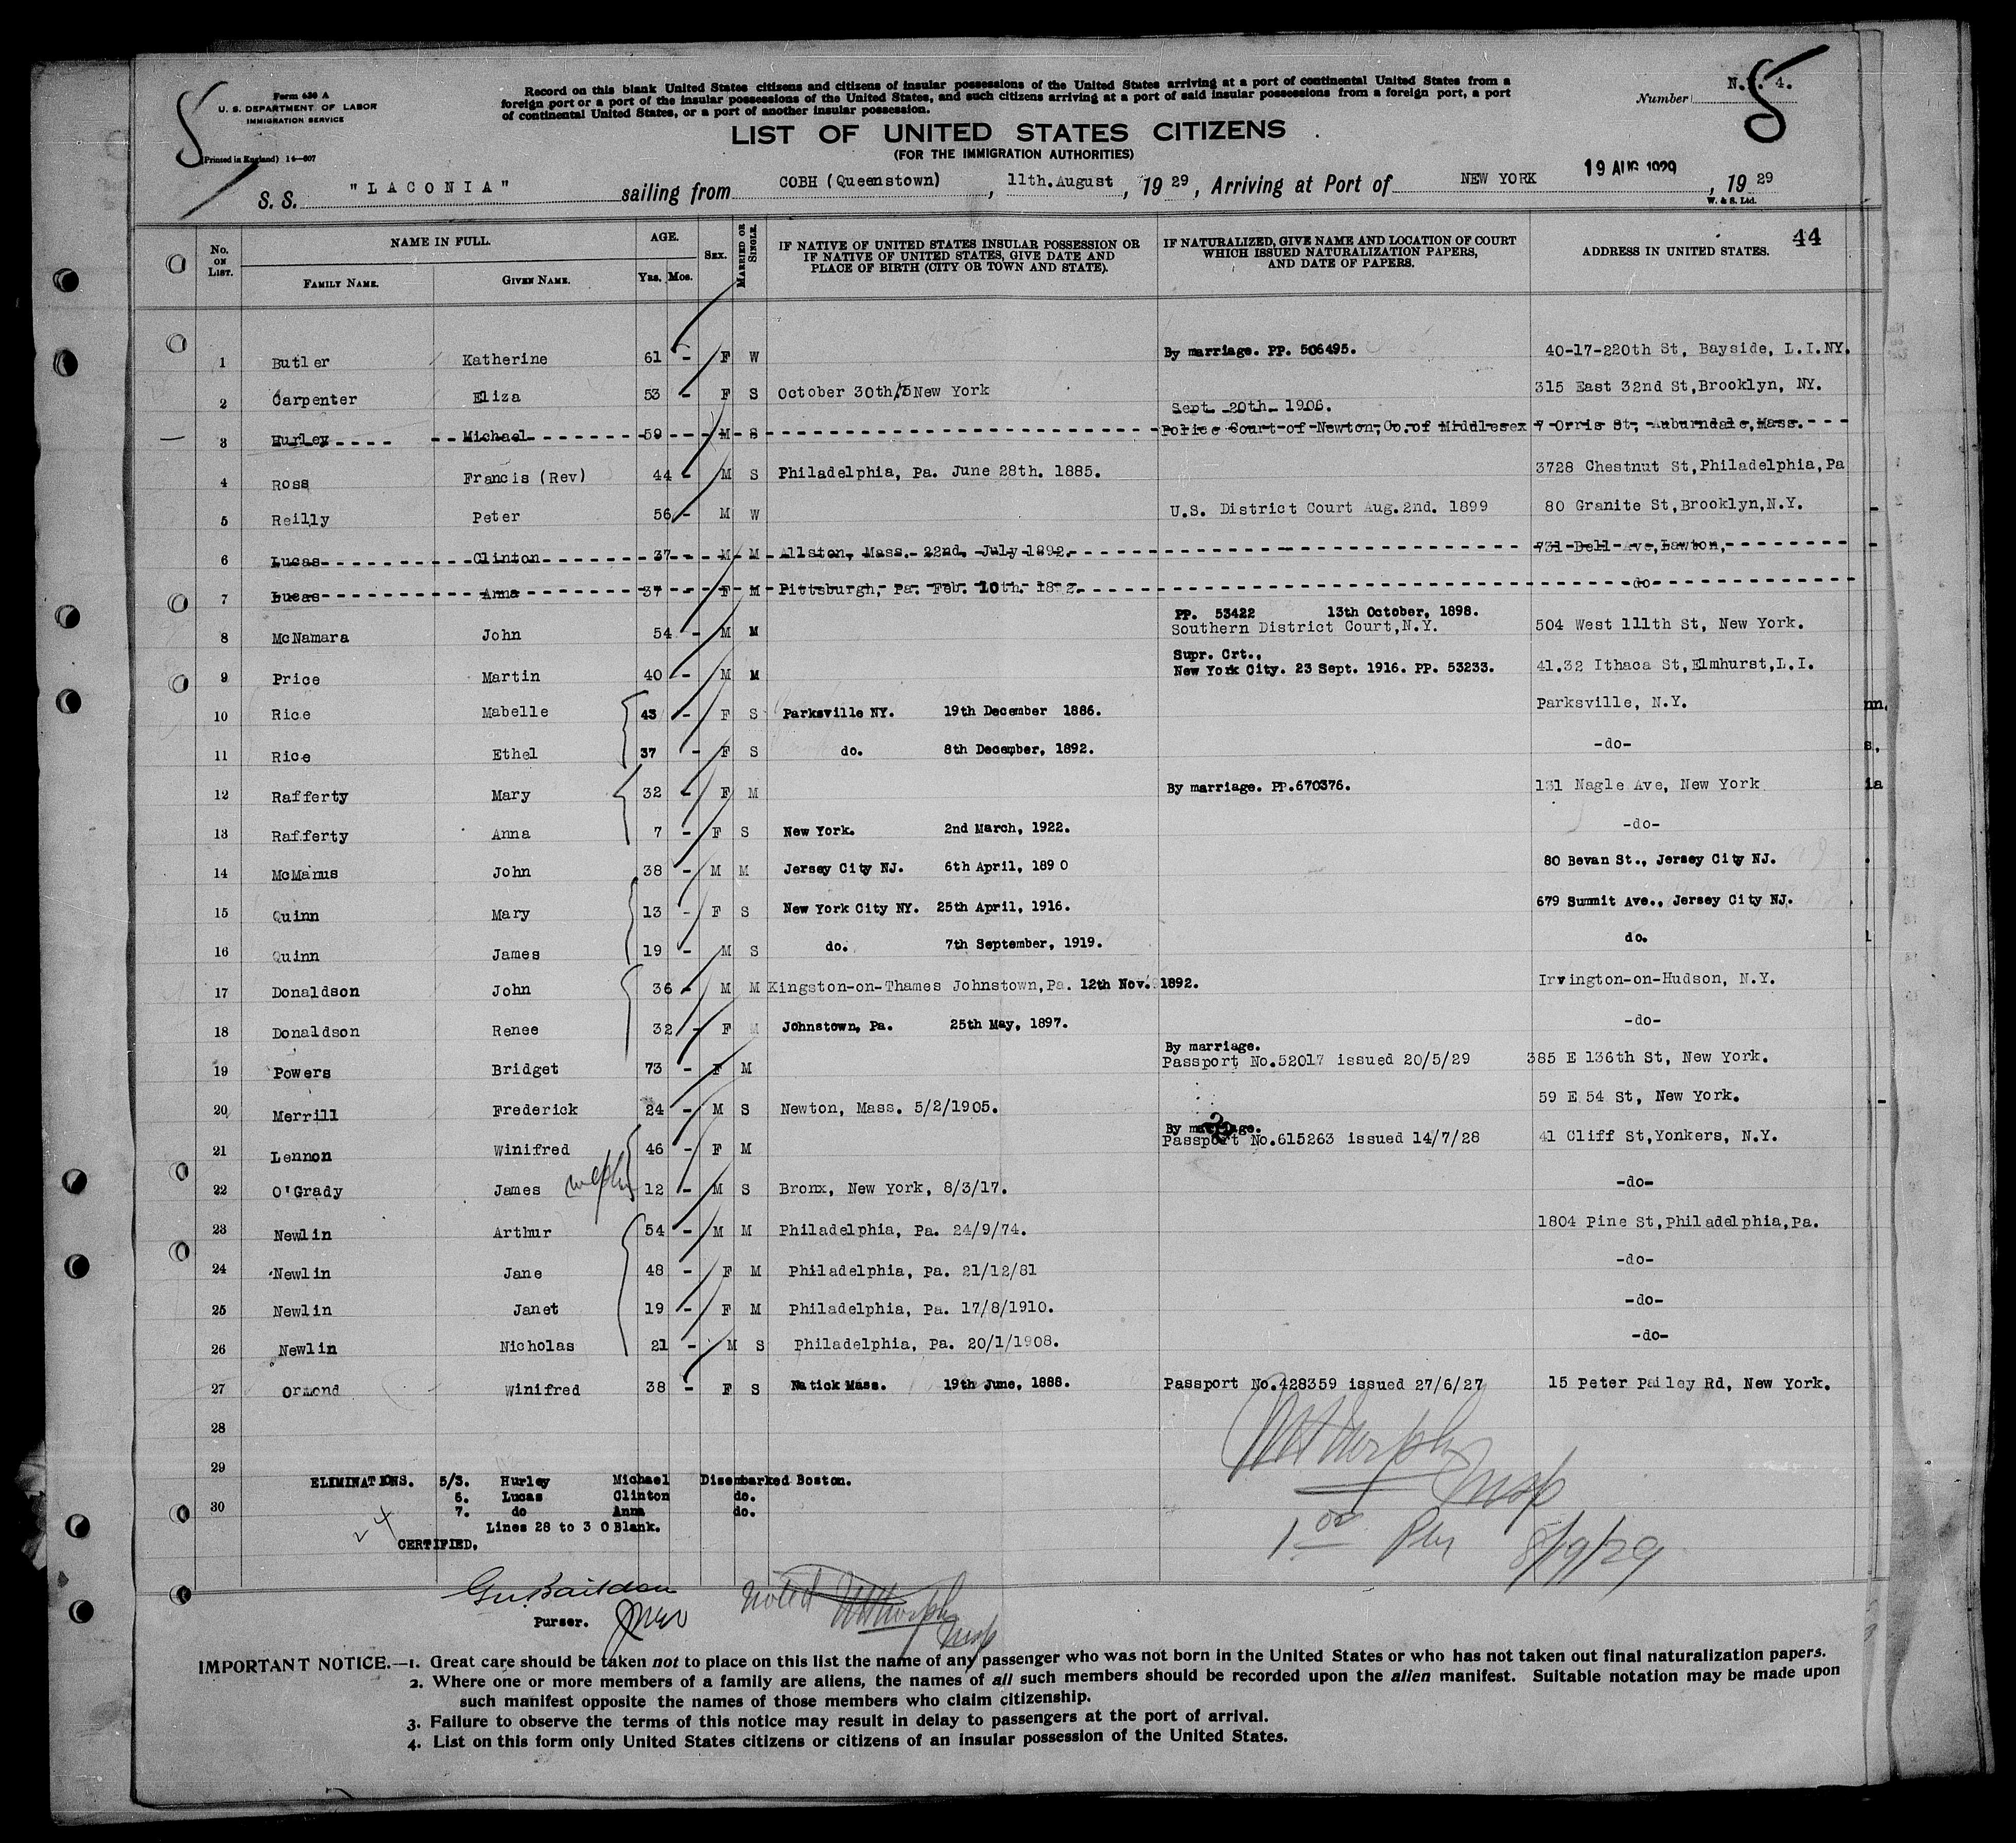 Form 630 A
U. S. DEPARTMENT OF LABOR
IMMIGRATION SERVICE
(Printed in England) 14—607
Record on this blank United States citizens and citizens of insular possessions of the United States arriving at a port of continental United States from a
foreign port or a port of the insular possessions of the United States, and such citizens arriving at a port of said insular possessions from a foreign port, a port
of continental United States, or a port of another insular possession.
LIST OF UNITED STATES CITIZENS
(FOR THE IMMIGRATION AUTHORITIES)
Number N.Y. 4.
8
S. S. "LACONIA" sailing from COBH (Queenstown), 11th. August, 1929, Arriving at Port of NEW YORK 19 AUG 1929, 1929
W. & S. Ltd.
44
No. ON LIST. NAME IN FULL. FAMILY NAME. GIVEN NAME. AGE. Yrs. Mos. SEX. MARRIED OR SINGLE. IF NATIVE OF UNITED STATES INSULAR POSSESSION OR IF NATIVE OF UNITED STATES, GIVE DATE AND PLACE OF BIRTH (CITY OR TOWN AND STATE). IF NATURALIZED, GIVE NAME AND LOCATION OF COURT WHICH ISSUED NATURALIZATION PAPERS, AND DATE OF PAPERS. ADDRESS IN UNITED STATES.
1 Butler Katherine 61 - F W By marriage. PP. 506495. 40-17-220th St, Bayside, L.I.NY.
2 Carpenter Eliza 53 - F S October 30th/75 New York 315 East 32nd St,Brooklyn, NY.
Sept. 20th. 1906.
3 Hurley Michael 59 M S Police Court of Newton,Co.of Middlesex 7 Orris St, Auburndale,Mass.
4 Ross Francis (Rev) 44 - M S Philadelphia, Pa. June 28th. 1885. 3728 Chestnut St,Philadelphia,Pa
5 Reilly Peter 56 - M W U.S. District Court Aug.2nd. 1899 80 Granite St,Brooklyn,N.Y.
6 Lucas Clinton 37 M M Allston, Mass. 22nd. July 1892. 731 Dell Ave,Lawton,
7 Lucas Anna 37 - F M Pittsburgh, Pa. Feb. 10th. 1892. -do-
PP. 53422 13th October, 1898.
8 McNamara John 54 - M M Southern District Court,N.Y. 504 West 111th St, New York.
Supr. Crt.,
9 Price Martin 40 - M M New York City. 23 Sept. 1916. PP. 53233. 41.32 Ithaca St,Elmhurst,L.I.
10 Rice Mabelle 43 - F S Parksville NY. 19th December 1886. Parksville, N.Y.
11 Rice Ethel 37 - F S do. 8th December, 1892. -do-
12 Rafferty Mary 32 - F M By marriage. PP.670376. 131 Nagle Ave, New York
13 Rafferty Anna 7 - F S New York. 2nd March, 1922. -do-
14 McManus John 38 - M M Jersey City NJ. 6th April, 1890 80 Bevan St., Jersey City NJ.
15 Quinn Mary 13 - F S New York City NY. 25th April, 1916. 679 Summit Ave., Jersey City NJ.
16 Quinn James 19 - M S do. 7th September, 1919. do.
17 Donaldson John 36 - M M Kingston-on-Thames Johnstown,Pa. 12th Nov. 1892. Irvington-on-Hudson, N.Y.
18 Donaldson Renee 32 - F M Johnstown, Pa. 25th May, 1897. -do-
By marriage.
19 Powers Bridget 73 - F M Passport No.52017 issued 20/5/29 385 E 136th St, New York.
20 Merrill Frederick 24 - M S Newton, Mass. 5/2/1905. 59 E 54 St, New York.
By marriage.
21 Lennon Winifred 46 - F M Passport No.615263 issued 14/7/28 41 Cliff St,Yonkers, N.Y.
22 O'Grady James nephew 12 - M S Bronx, New York, 8/3/17. -do-
23 Newlin Arthur 54 - M M Philadelphia, Pa. 24/9/74. 1804 Pine St,Philadelphia,Pa.
24 Newlin Jane 48 - F M Philadelphia, Pa. 21/12/81 -do-
25 Newlin Janet 19 - F M Philadelphia, Pa. 17/8/1910. -do-
26 Newlin Nicholas 21 - M S Philadelphia, Pa. 20/1/1908. -do-
27 Ormond Winifred 38 - F S Natick Mass. 19th June, 1888. Passport No.428359 issued 27/6/27 15 Peter Pailey Rd, New York.
28
29
30
ELIMINATIONS. 5/3. Hurley Michael Disembarked Boston.
6. Lucas Clinton do.
7. do Anna do.
Lines 28 to 30 Blank.
24
CERTIFIED.
Insp
8/19/29
Purser.
Noted
Insp
IMPORTANT NOTICE.—1. Great care should be taken not to place on this list the name of any passenger who was not born in the United States or who has not taken out final naturalization papers.
2. Where one or more members of a family are aliens, the names of all such members should be recorded upon the alien manifest. Suitable notation may be made upon
such manifest opposite the names of those members who claim citizenship.
3. Failure to observe the terms of this notice may result in delay to passengers at the port of arrival.
4. List on this form only United States citizens or citizens of an insular possession of the United States.